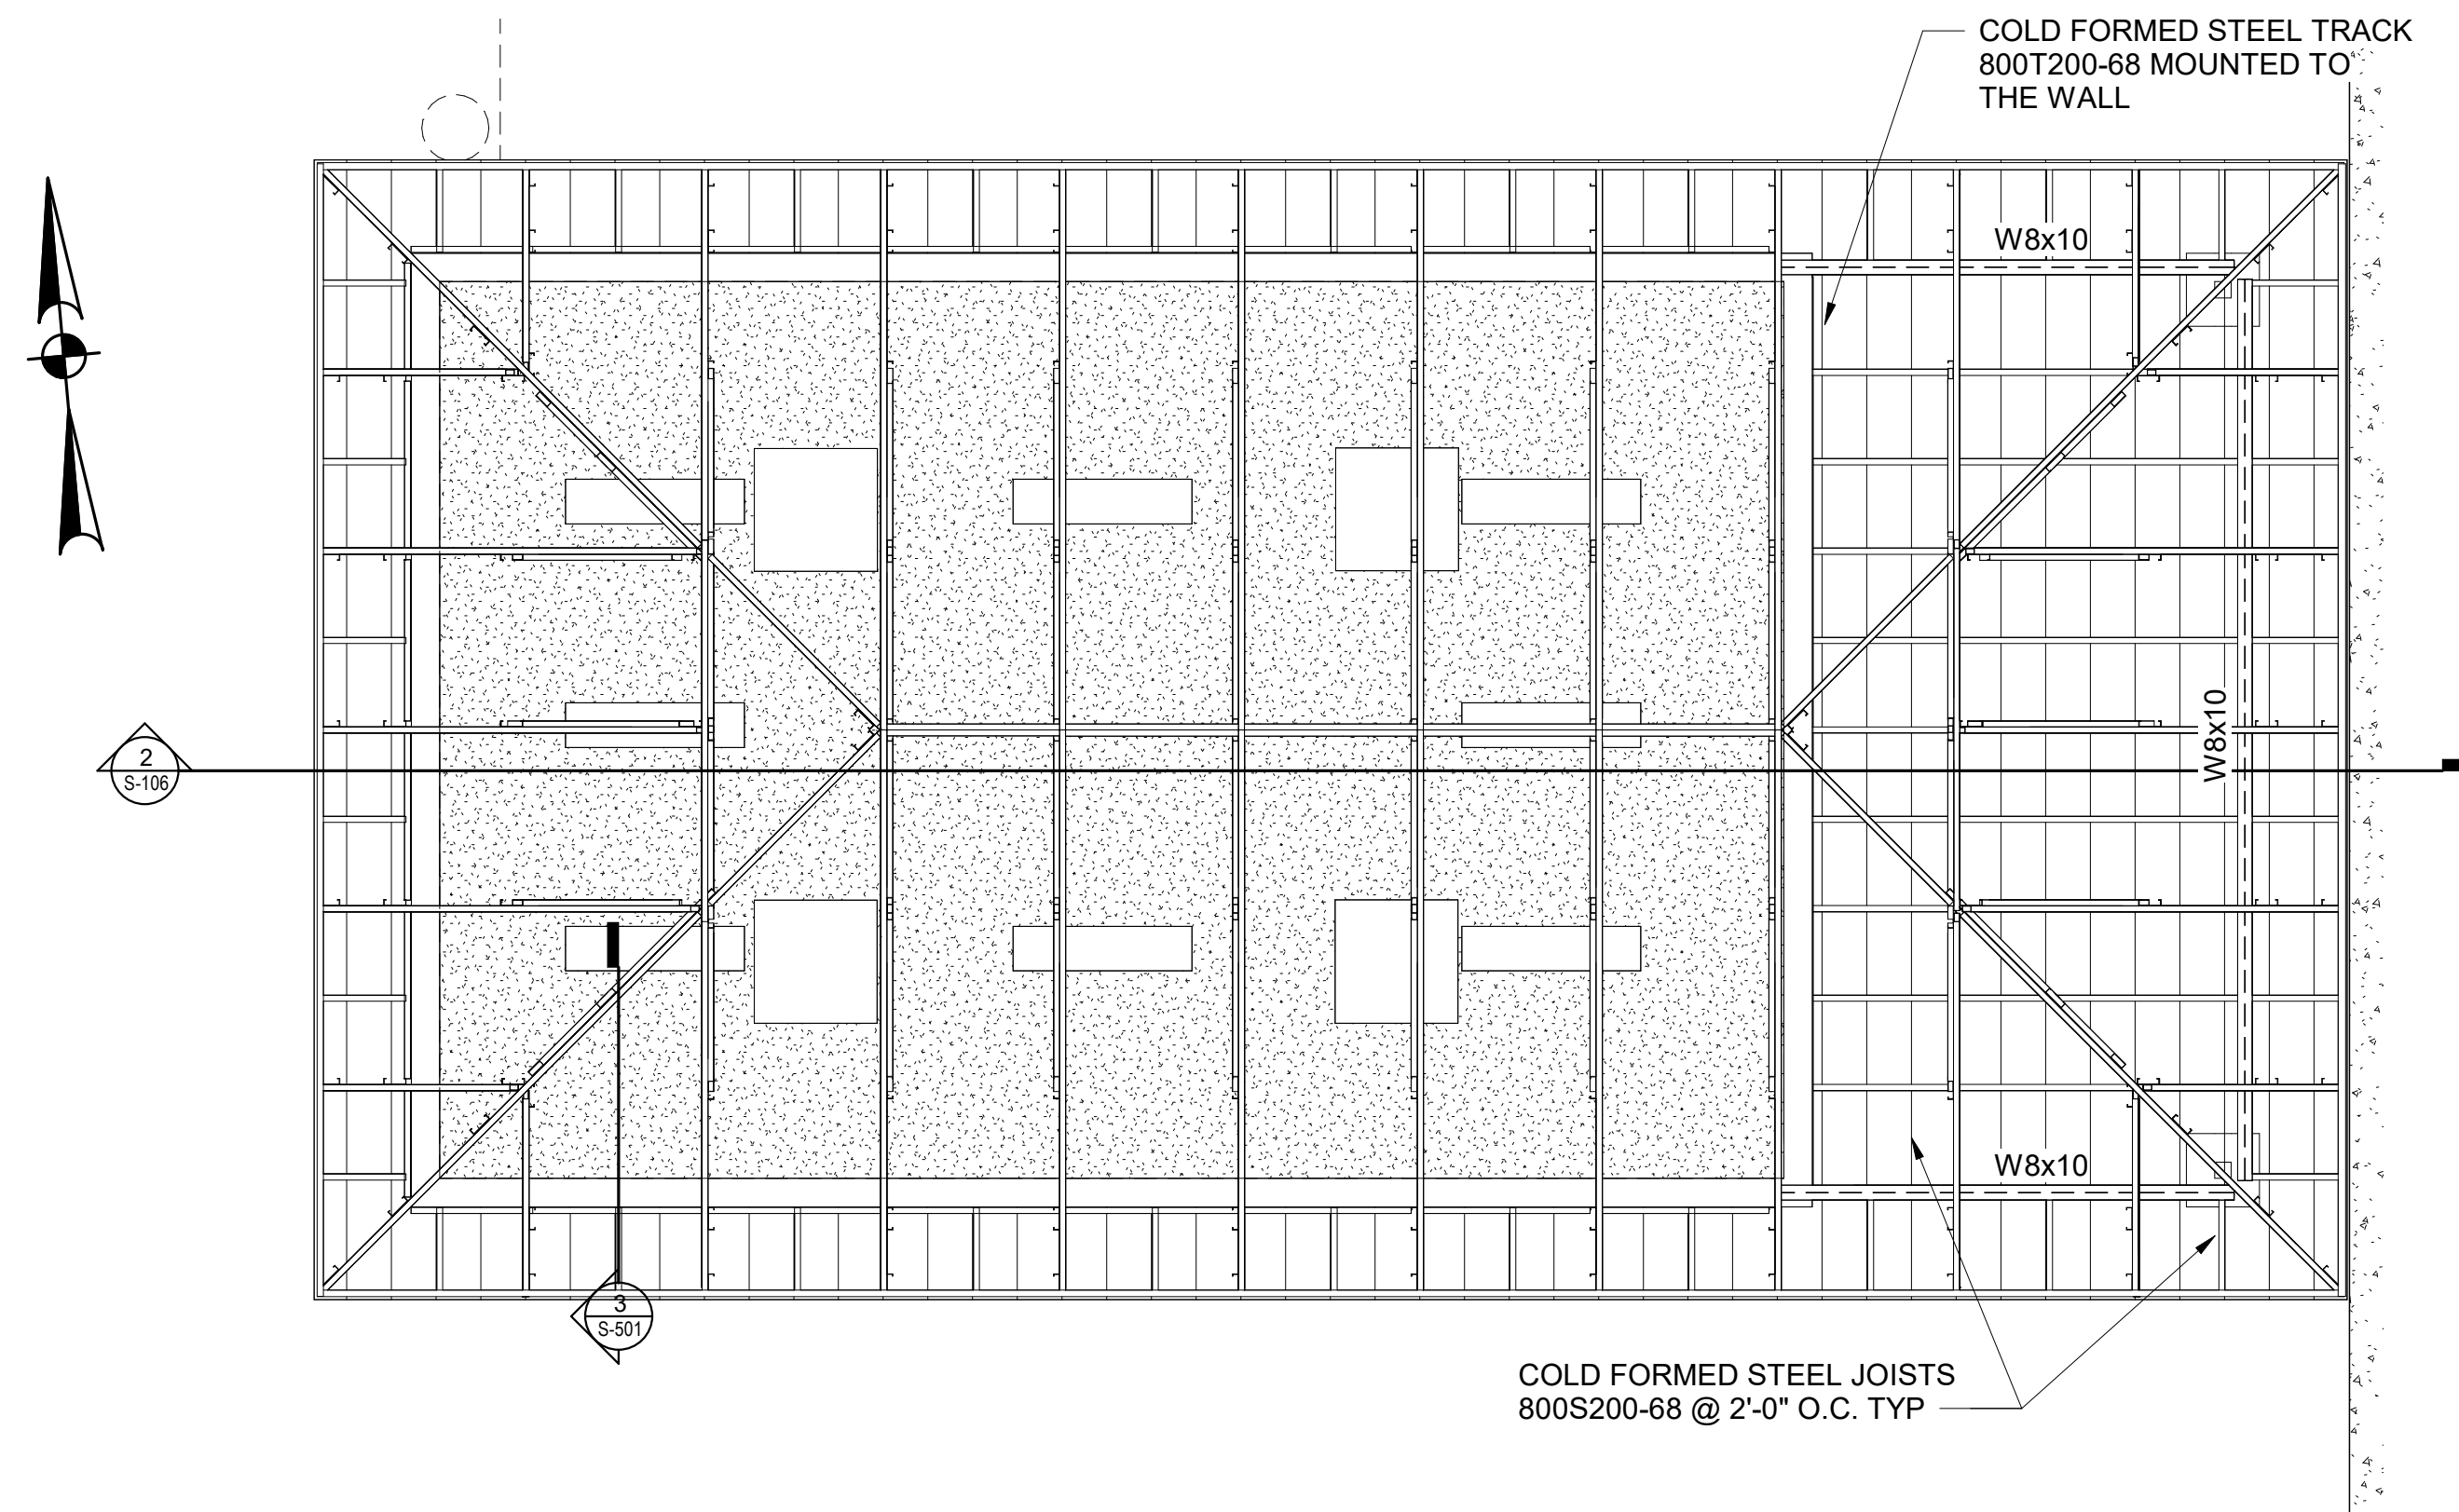 COLD FORMED STEEL TRACK
800T200-68 MOUNTED TO
THE WALL
W8x10
W8x10
2
S-106
W8x10
3
S-501
COLD FORMED STEEL JOISTS
800S200-68 @ 2'-0" O.C. TYP